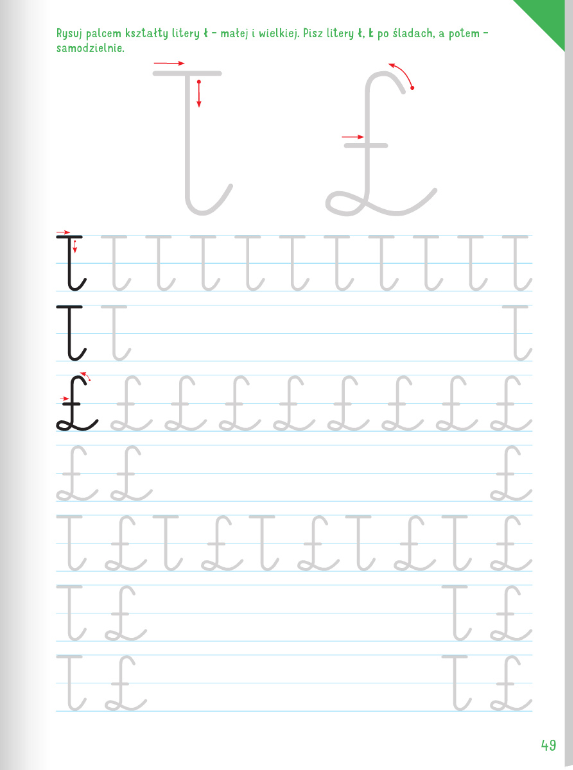 Rysuj palcem kształty litery ł – małej i wielkiej. Pisz litery ł, Ł po śladach, a potem –
samodzielnie.
ł Ł
ł ł ł ł ł ł ł ł ł ł ł
ł ł ł
Ł Ł Ł Ł Ł Ł Ł Ł Ł
Ł Ł Ł
ł Ł ł Ł ł Ł ł Ł ł Ł
ł Ł ł Ł
ł Ł ł Ł
49